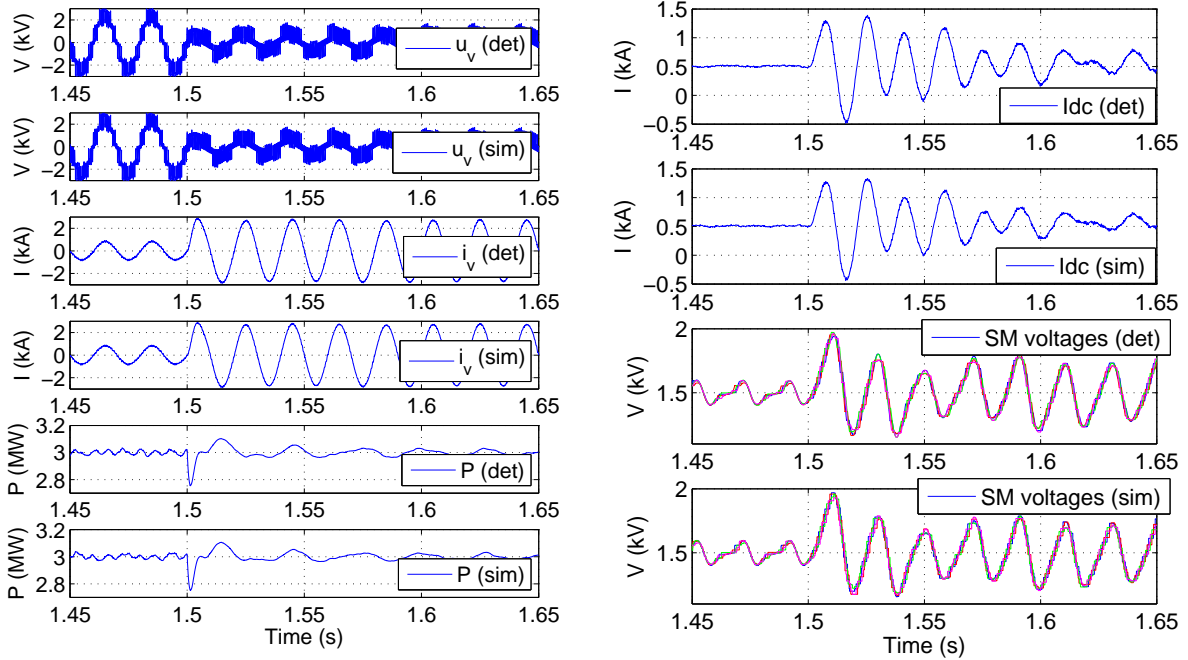 V (kV)
2
0
−2
u_v (det)
1.45 1.5 1.55 1.6 1.65
V (kV)
2
0
−2
u_v (sim)
1.45 1.5 1.55 1.6 1.65
I (kA)
2
0
−2
i_v (det)
1.45 1.5 1.55 1.6 1.65
I (kA)
2
0
−2
i_v (sim)
1.45 1.5 1.55 1.6 1.65
P (MW)
3.2
3
2.8
P (det)
1.45 1.5 1.55 1.6 1.65
P (MW)
3.2
3
2.8
P (sim)
1.45 1.5 1.55 1.6 1.65
Time (s)
I (kA)
1.5
1
0.5
0
−0.5
Idc (det)
1.45 1.5 1.55 1.6 1.65
I (kA)
1.5
1
0.5
0
−0.5
Idc (sim)
1.45 1.5 1.55 1.6 1.65
V (kV)
2
1.5
SM voltages (det)
1.45 1.5 1.55 1.6 1.65
V (kV)
2
1.5
SM voltages (sim)
1.45 1.5 1.55 1.6 1.65
Time (s)